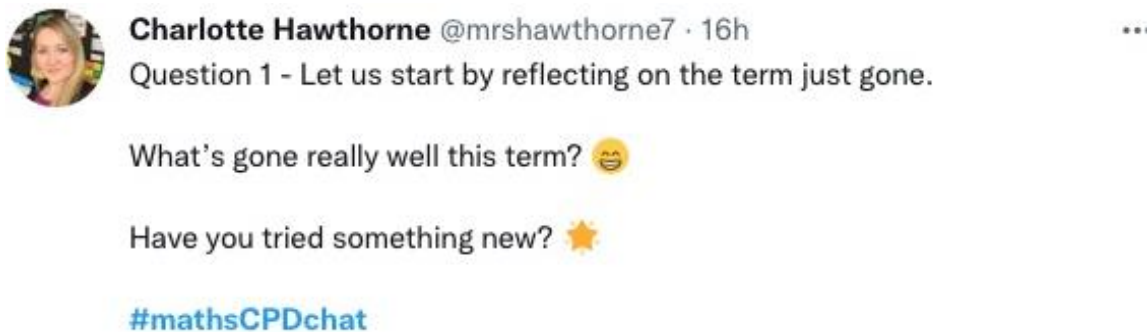 Charlotte Hawthorne @mrshawthorne7 · 16h
Question 1 - Let us start by reflecting on the term just gone.
What's gone really well this term? 😁
Have you tried something new? 🌟
#mathsCPDchat